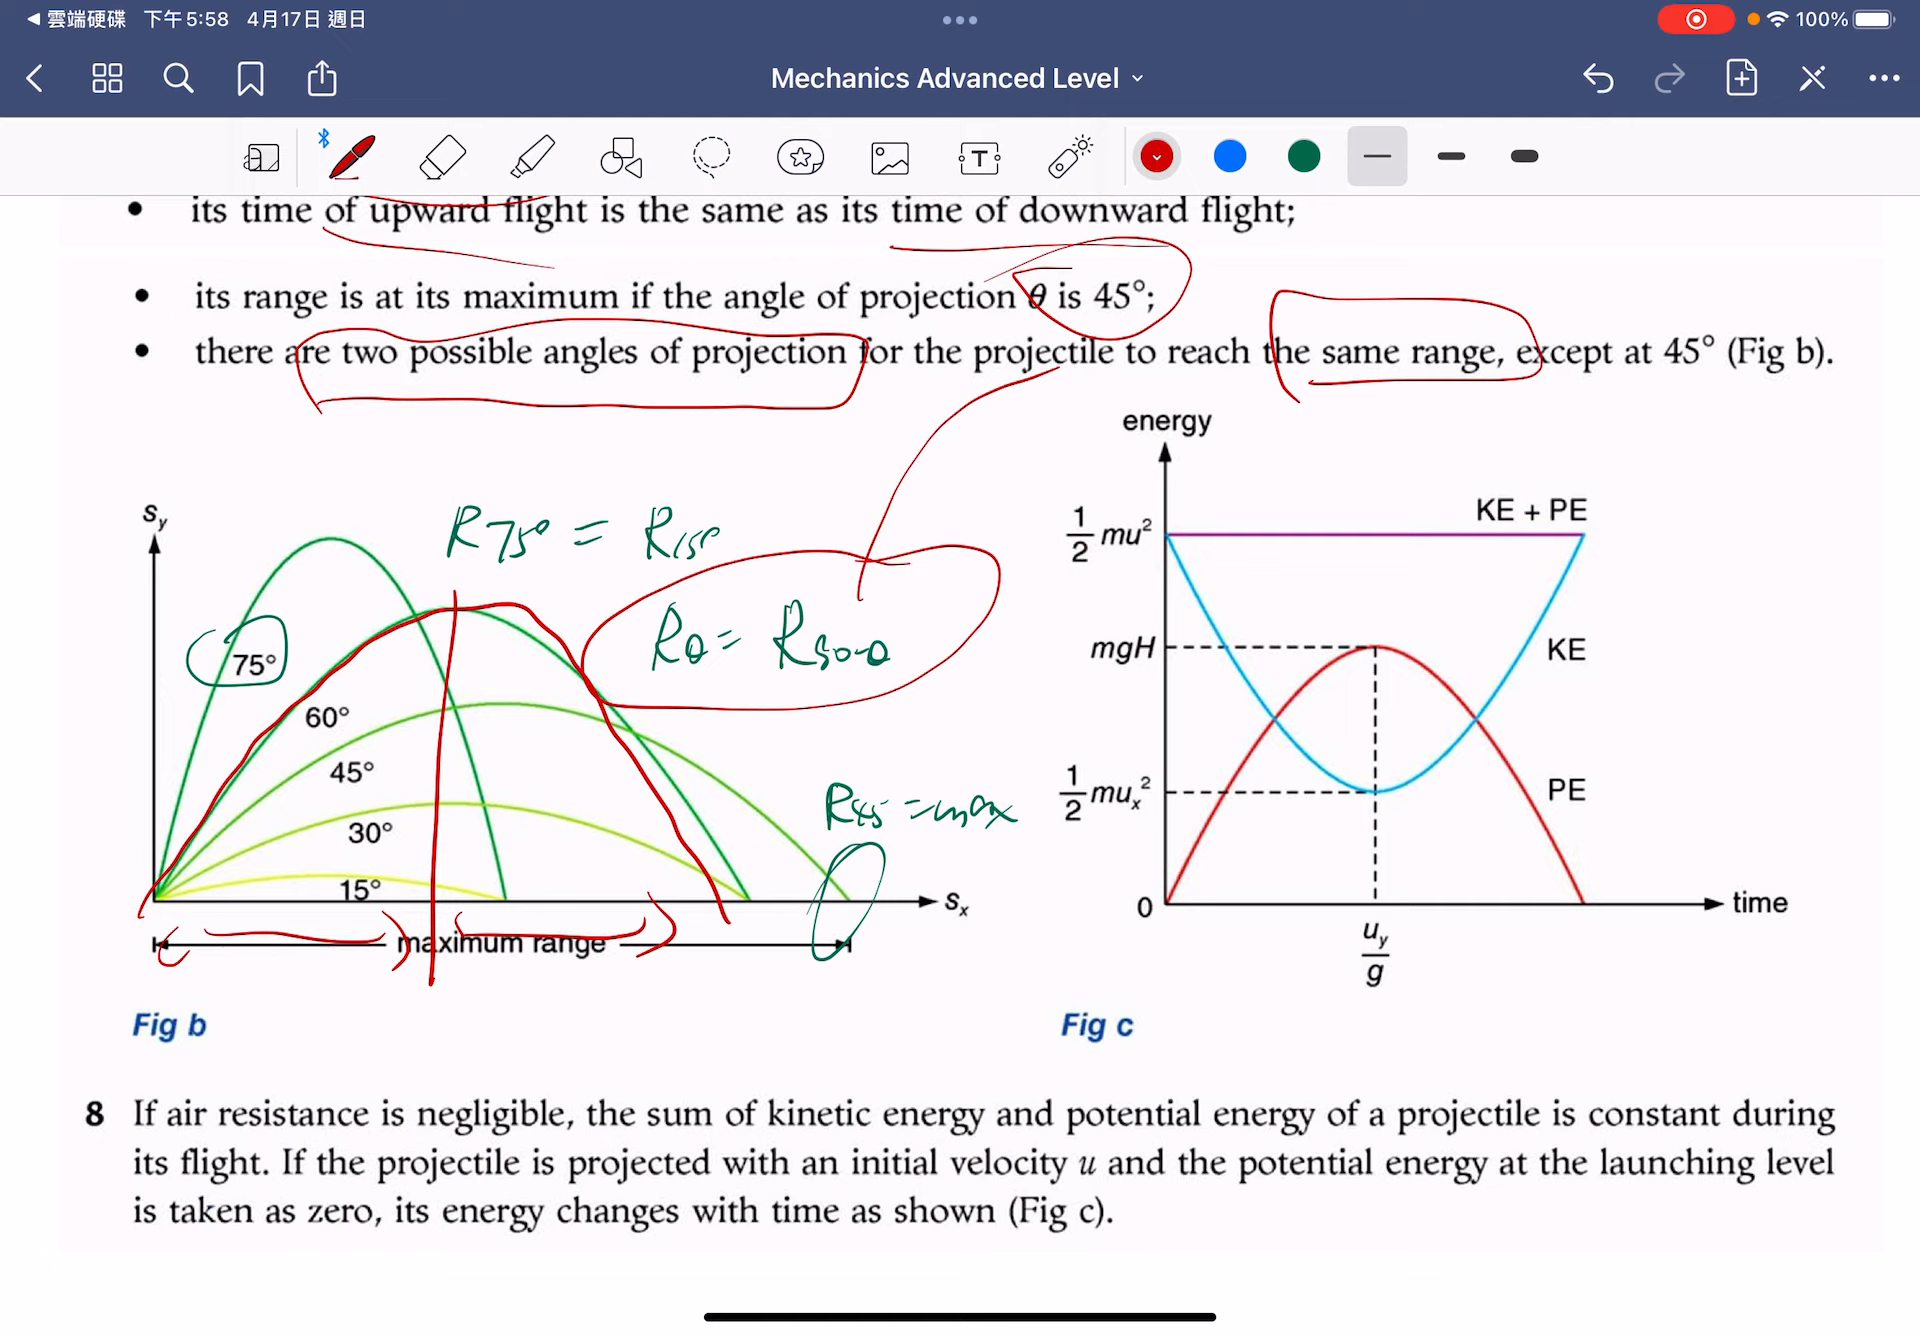 雲端硬碟 下午5:58 4月17日 週日
100%
Mechanics Advanced Level
• its time of upward flight is the same as its time of downward flight;
• its range is at its maximum if the angle of projection θ is 45°;
• there are two possible angles of projection for the projectile to reach the same range, except at 45° (Fig b).
s_y
R75° = R15°
75°
Rθ =
60°
45°
30°
15°
R45 = max
s_x
maximum range
Fig b
energy
KE + PE
1/2 mu²
mgH
KE
1/2 mu_x²
PE
0
time
u_y/g
Fig c
8 If air resistance is negligible, the sum of kinetic energy and potential energy of a projectile is constant during
its flight. If the projectile is projected with an initial velocity u and the potential energy at the launching level
is taken as zero, its energy changes with time as shown (Fig c).